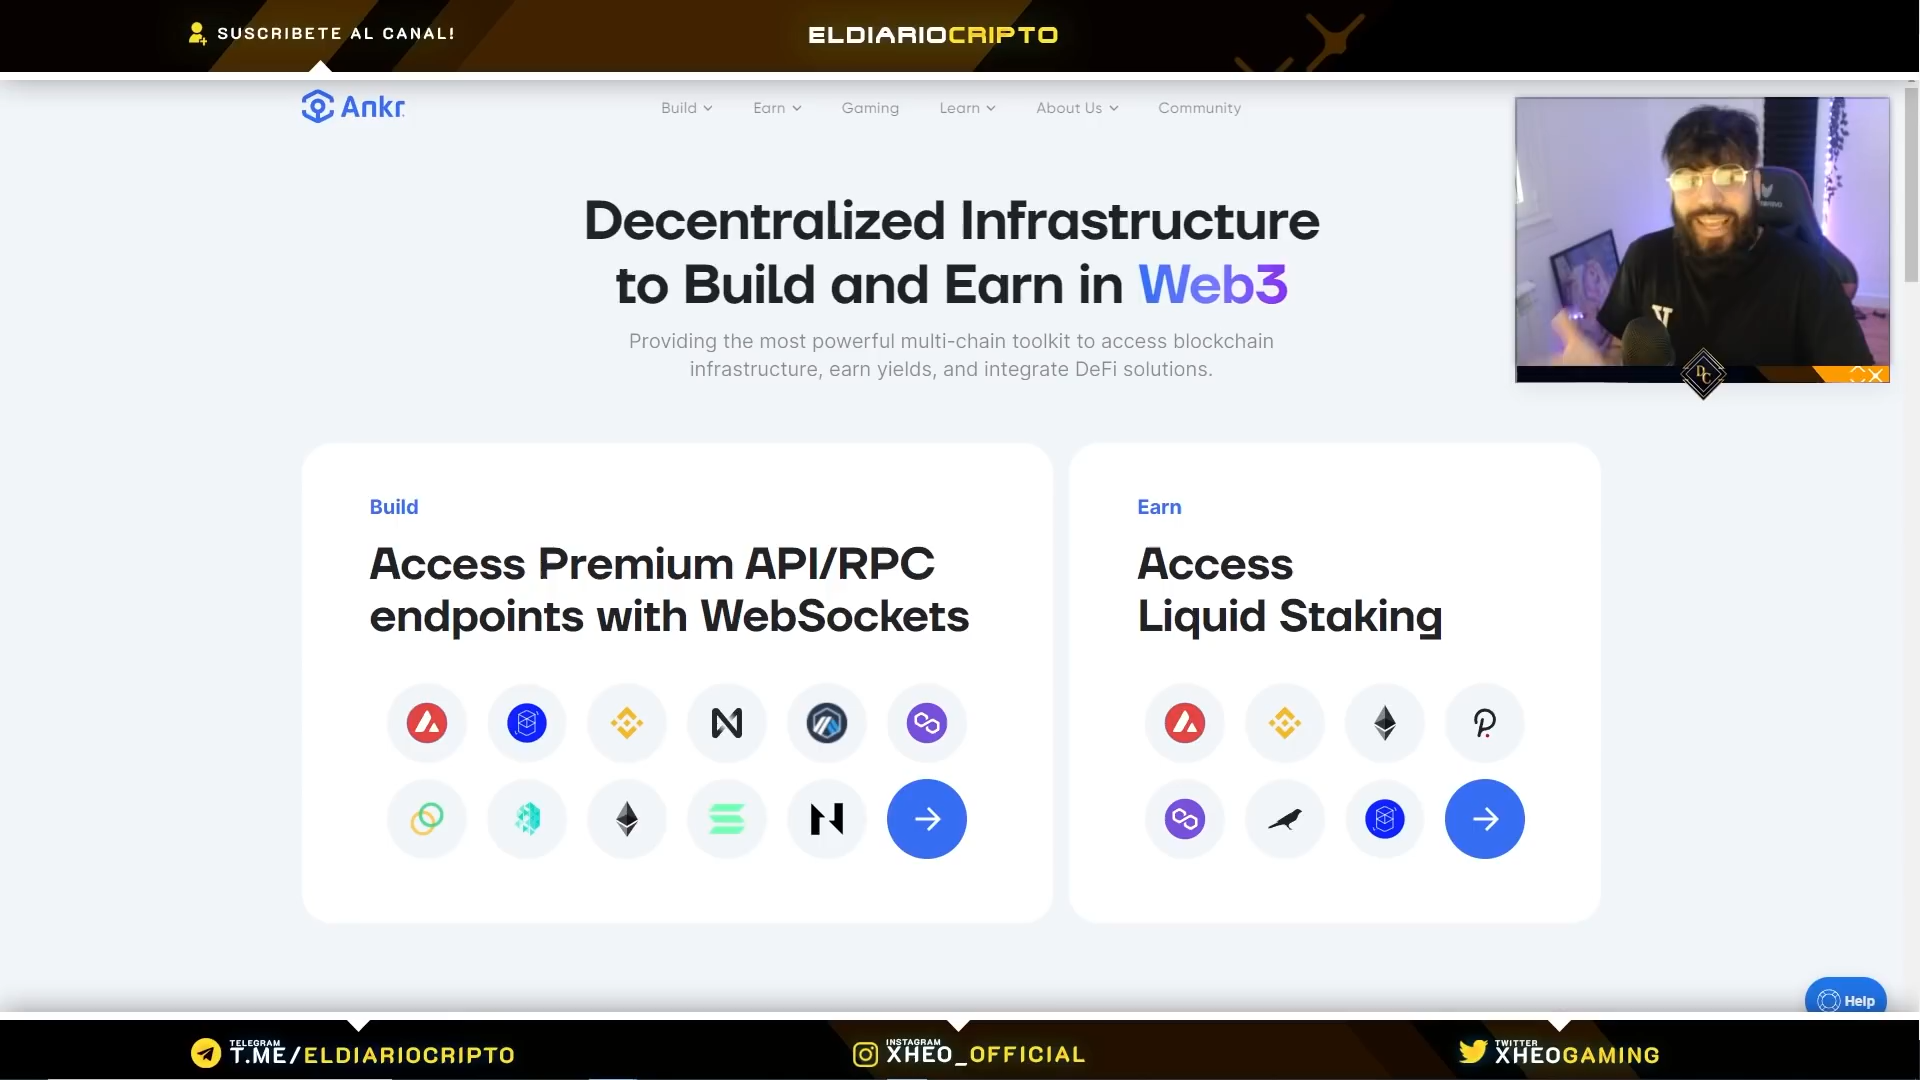 SUSCRIBETE AL CANAL!
ELDIARIOCRIPTO
Ankr
Build
Earn
Gaming
Learn
About Us
Community
Decentralized Infrastructure
to Build and Earn in Web3
Providing the most powerful multi-chain toolkit to access blockchain
infrastructure, earn yields, and integrate DeFi solutions.
Build
Access Premium API/RPC
endpoints with WebSockets
Earn
Access
Liquid Staking
DC
Help
TELEGRAM
T.ME/ELDIARIOCRIPTO
INSTAGRAM
XHEO_OFFICIAL
TWITTER
XHEOGAMING